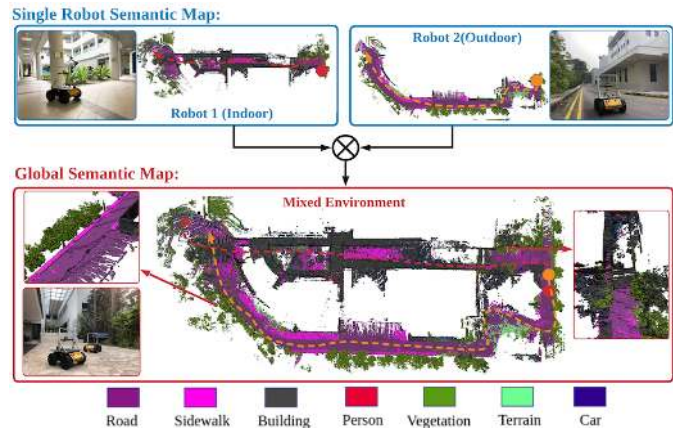 Single Robot Semantic Map:
Robot 1 (Indoor)
Robot 2(Outdoor)
Global Semantic Map:
Mixed Environment
Road Sidewalk Building Person Vegetation Terrain Car